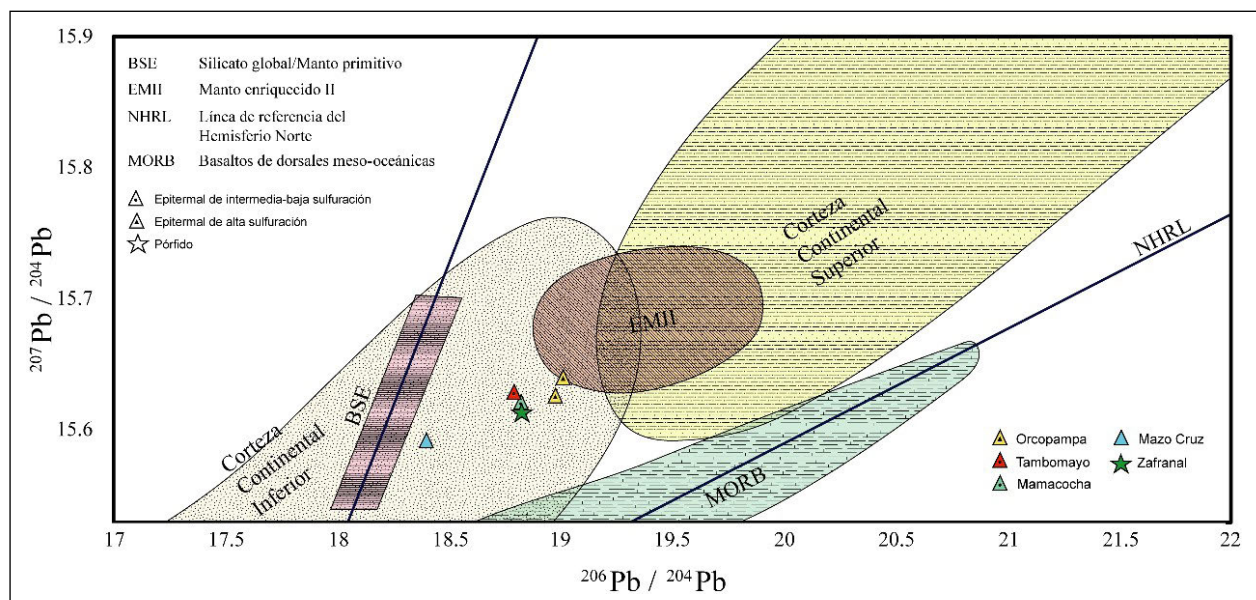 15.9
15.8
15.7
15.6
207Pb / 204Pb
BSE Silicato global/Manto primitivo
EMII Manto enriquecido II
NHRL Línea de referencia del
Hemisferio Norte
MORB Basaltos de dorsales meso-oceánicas
Epitermal de intermedia-baja sulfuración
Epitermal de alta sulfuración
Pórfido
Corteza
Continental
Superior
NHRL
EMII
BSE
Corteza
Continental
Inferior
MORB
Orcopampa
Tambomayo
Mamacocha
Mazo Cruz
Zafranal
17 17.5 18 18.5 19 19.5 20 20.5 21 21.5 22
206Pb / 204Pb